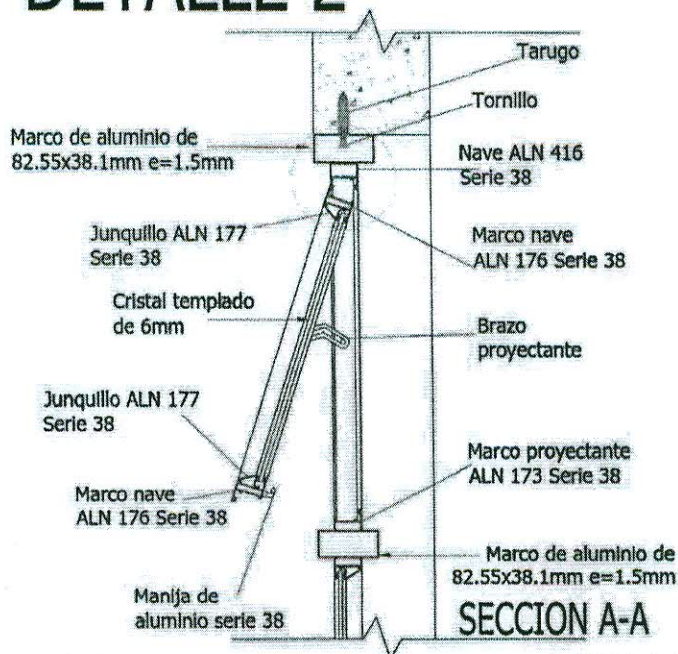 DETALLE 2
Tarugo
Tornillo
Marco de aluminio de
82.55x38.1mm e=1.5mm
Nave ALN 416
Serie 38
Junquillo ALN 177
Serie 38
Marco nave
ALN 176 Serie 38
Cristal templado
de 6mm
Brazo
proyectante
Junquillo ALN 177
Serie 38
Marco proyectante
ALN 173 Serie 38
Marco nave
ALN 176 Serie 38
Marco de aluminio de
82.55x38.1mm e=1.5mm
Manija de
aluminio serie 38
SECCION A-A